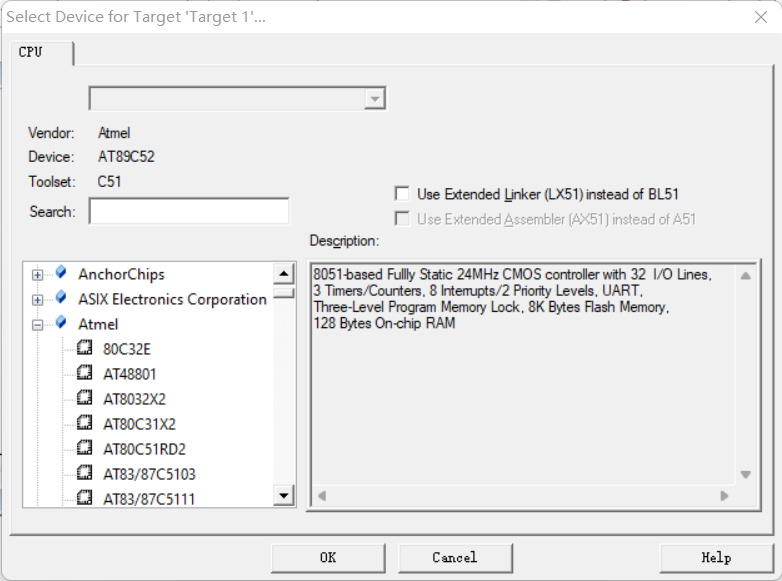 Select Device for Target 'Target 1'...
CPU
Vendor: Atmel
Device: AT89C52
Toolset: C51
Search:
Use Extended Linker (LX51) instead of BL51
Use Extended Assembler (AX51) instead of A51
Description:
AnchorChips
ASIX Electronics Corporation
Atmel
80C32E
AT48801
AT8032X2
AT80C31X2
AT80C51RD2
AT83/87C5103
AT83/87C5111
8051-based Fullly Static 24MHz CMOS controller with 32  I/O Lines,
3 Timers/Counters, 8 Interrupts/2 Priority Levels, UART,
Three-Level Program Memory Lock, 8K Bytes Flash Memory,
128 Bytes On-chip RAM
OK
Cancel
Help